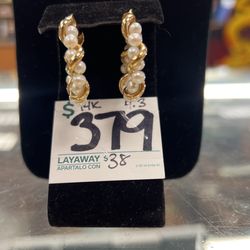 $ 14K 4.3
379
LAYAWAY $38
APARTALO CON